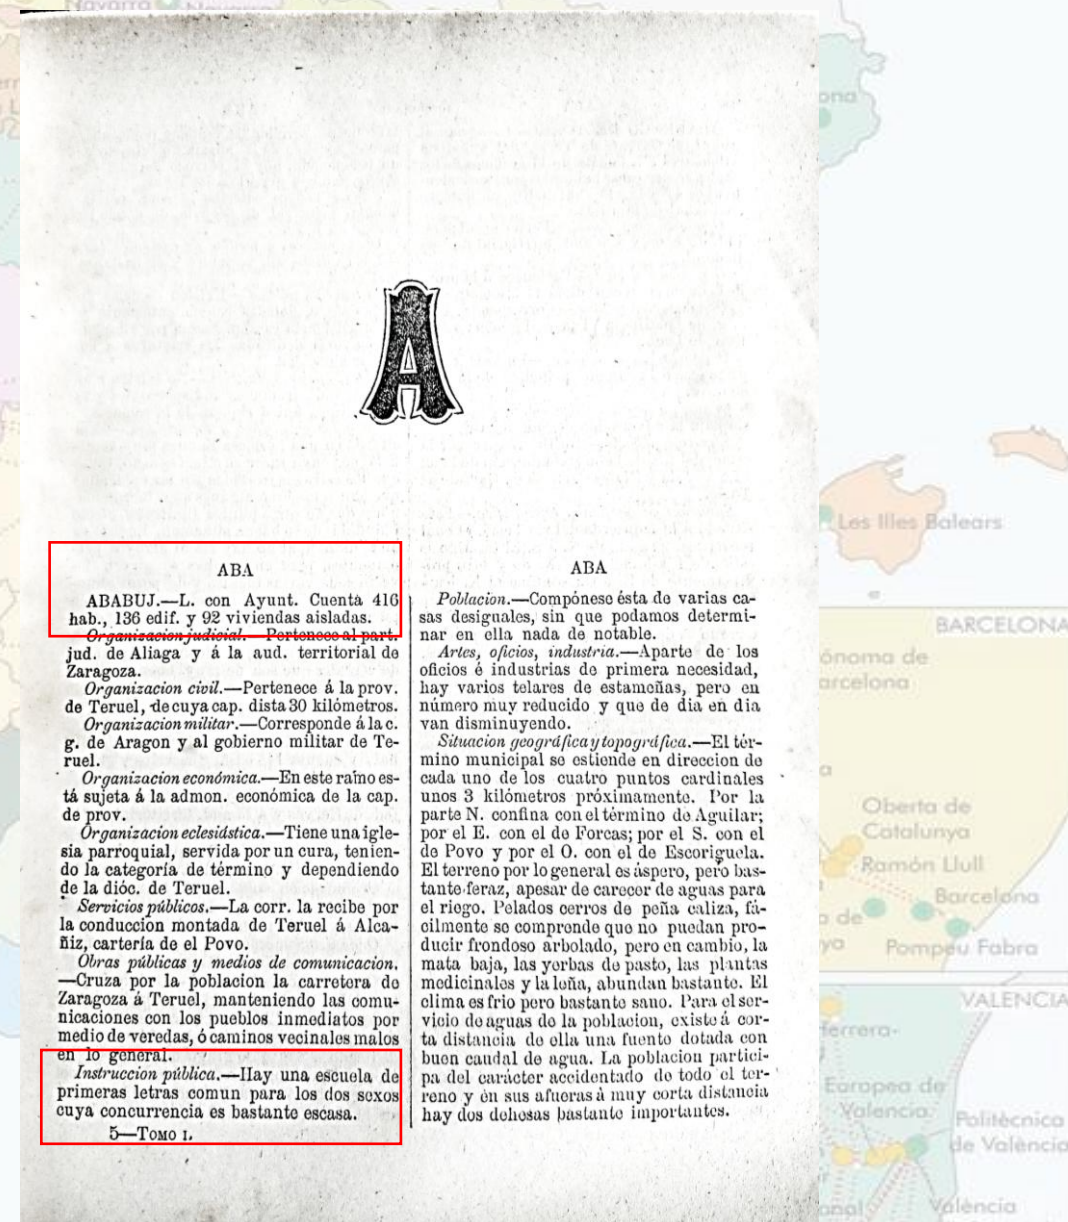 Navarra
A
ABA
ABABUJ.—L. con Ayunt. Cuenta 416
hab., 136 edif. y 92 viviendas aisladas.
Organizacion judicial.—Pertenece al part.
jud. de Aliaga y á la aud. territorial de
Zaragoza.
Organizacion civil.—Pertenece á la prov.
de Teruel, de cuya cap. dista 30 kilómetros.
Organizacion militar.—Corresponde á la c.
g. de Aragon y al gobierno militar de Te-
ruel.
Organizacion económica.—En este ramo es-
tá sujeta á la admon. económica de la cap.
de prov.
Organizacion eclesiástica.—Tiene una igle-
sia parroquial, servida por un cura, tenien-
do la categoría de término y dependiendo
de la dióc. de Teruel.
Servicios públicos.—La corr. la recibe por
la conduccion montada de Teruel á Alca-
ñiz, cartería de el Povo.
Obras públicas y medios de comunicacion.
—Cruza por la poblacion la carretera de
Zaragoza á Teruel, manteniendo las comu-
nicaciones con los pueblos inmediatos por
medio de veredas, ó caminos vecinales malos
en lo general.
Instruccion pública.—Hay una escuela de
primeras letras comun para los dos sexos
cuya concurrencia es bastante escasa.
5—Tomo I.
ABA
Poblacion.—Compónese ésta de varias ca-
sas desiguales, sin que podamos determi-
nar en ella nada de notable.
Artes, oficios, industria.—Aparte de los
oficios é industrias de primera necesidad,
hay varios telares de estameñas, pero en
número muy reducido y que de dia en dia
van disminuyendo.
Situacion geográfica y topográfica.—El tér-
mino municipal se estiende en direccion de
cada uno de los cuatro puntos cardinales
unos 3 kilómetros próximamente. Por la
parte N. confina con el término de Aguilar;
por el E. con el de Forcas; por el S. con el
de Povo y por el O. con el de Escoriguela.
El terreno por lo general es áspero, pero bas-
tante feraz, apesar de carecer de aguas para
el riego. Pelados cerros de peña caliza, fá-
cilmente se comprende que no puedan pro-
ducir frondoso arbolado, pero en cambio, la
mata baja, las yerbas de pasto, las plantas
medicinales y la leña, abundan bastante. El
clima es frio pero bastante sano. Para el ser-
vicio de aguas de la poblacion, existe á cor-
ta distancia de ella una fuente dotada con
buen caudal de agua. La poblacion partici-
pa del carácter accidentado de todo el ter-
reno y en sus afueras á muy corta distancia
hay dos dehesas bastante importantes.
Les Illes Balears
BARCELONA
ónoma de
arcelona
Oberta de
Catalunya
Ramón Llull
Barcelona
Pompeu Fabra
VALENCIA
Europea de
Valencia
Politècnica
de València
València